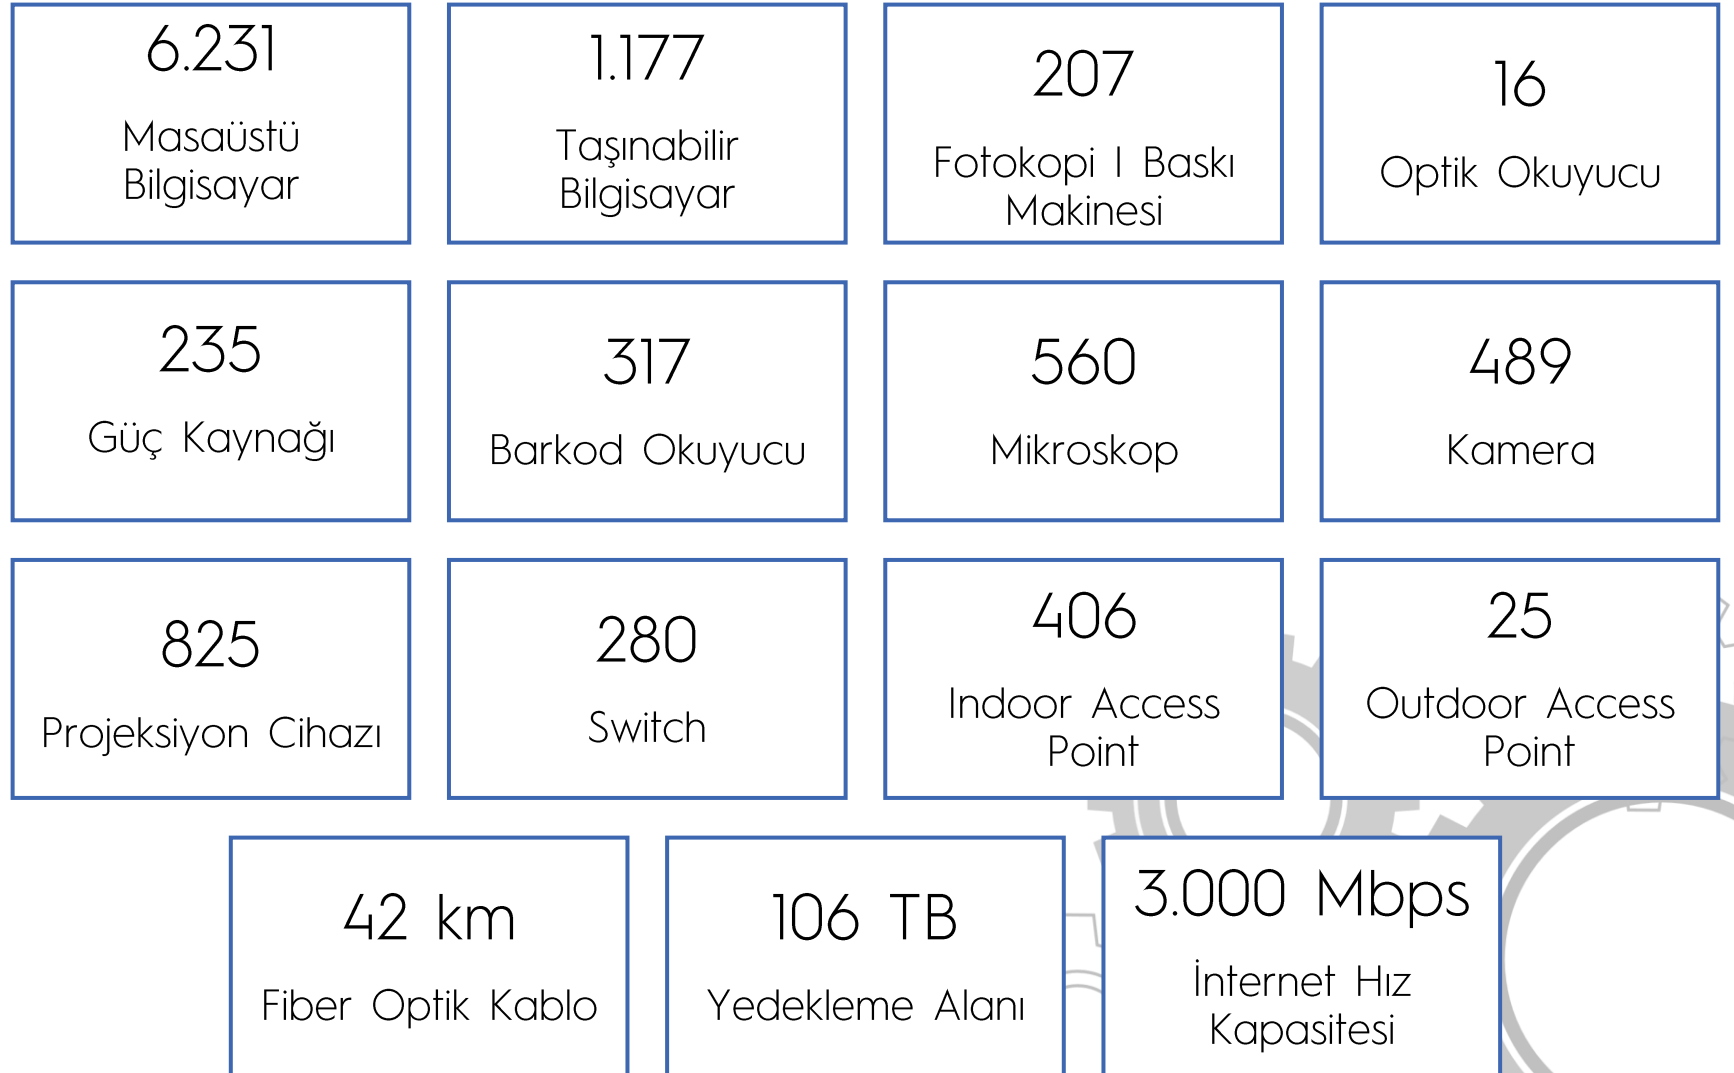 6.231
Masaüstü
Bilgisayar
1.177
Taşınabilir
Bilgisayar
207
Fotokopi I Baskı
Makinesi
16
Optik Okuyucu
235
Güç Kaynağı
317
Barkod Okuyucu
560
Mikroskop
489
Kamera
825
Projeksiyon Cihazı
280
Switch
406
Indoor Access
Point
25
Outdoor Access
Point
42 km
Fiber Optik Kablo
106 TB
Yedekleme Alanı
3.000 Mbps
İnternet Hız
Kapasitesi